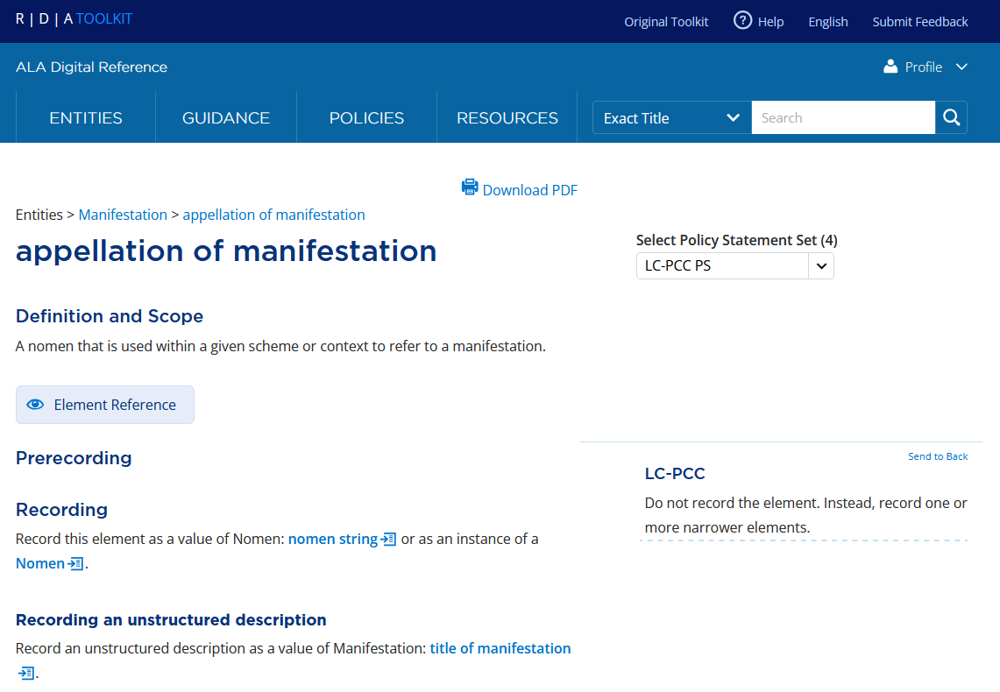 R | D | A TOOLKIT
Original Toolkit
Help
English
Submit Feedback
ALA Digital Reference
Profile
ENTITIES
GUIDANCE
POLICIES
RESOURCES
Exact Title
Search
Download PDF
Entities > Manifestation > appellation of manifestation
appellation of manifestation
Select Policy Statement Set (4)
LC-PCC PS
Definition and Scope
A nomen that is used within a given scheme or context to refer to a manifestation.
Element Reference
Prerecording
Recording
Record this element as a value of Nomen: nomen string or as an instance of a
Nomen.
Send to Back
LC-PCC
Do not record the element. Instead, record one or
more narrower elements.
Recording an unstructured description
Record an unstructured description as a value of Manifestation: title of manifestation
.